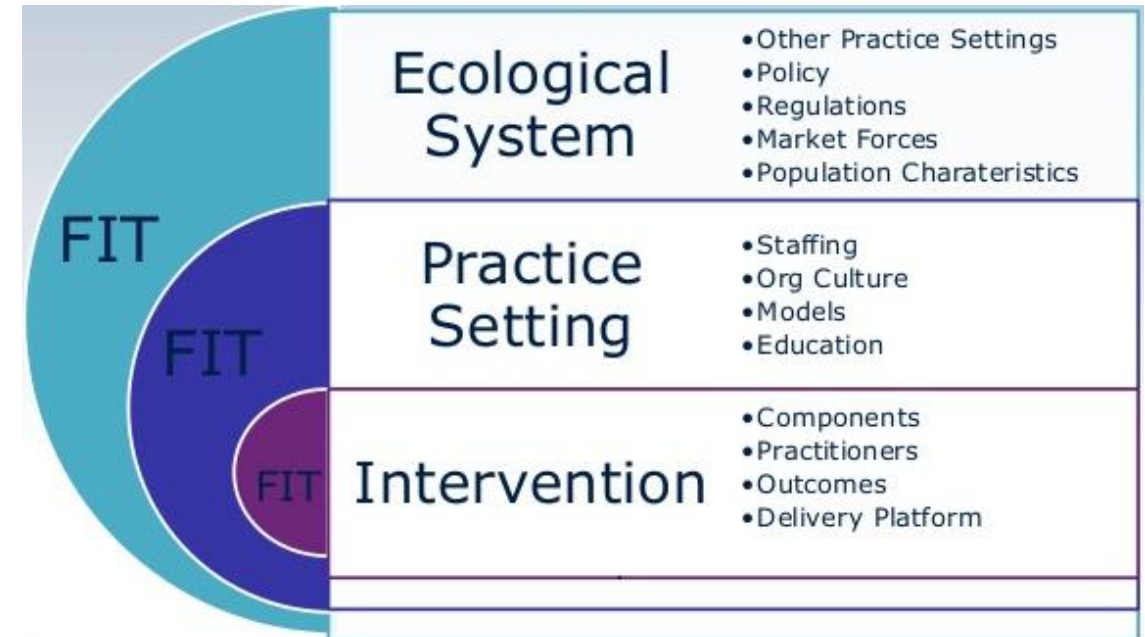 FIT
Ecological
System
•Other Practice Settings
•Policy
•Regulations
•Market Forces
•Population Charateristics
FIT
Practice
Setting
•Staffing
•Org Culture
•Models
•Education
FIT
Intervention
•Components
•Practitioners
•Outcomes
•Delivery Platform